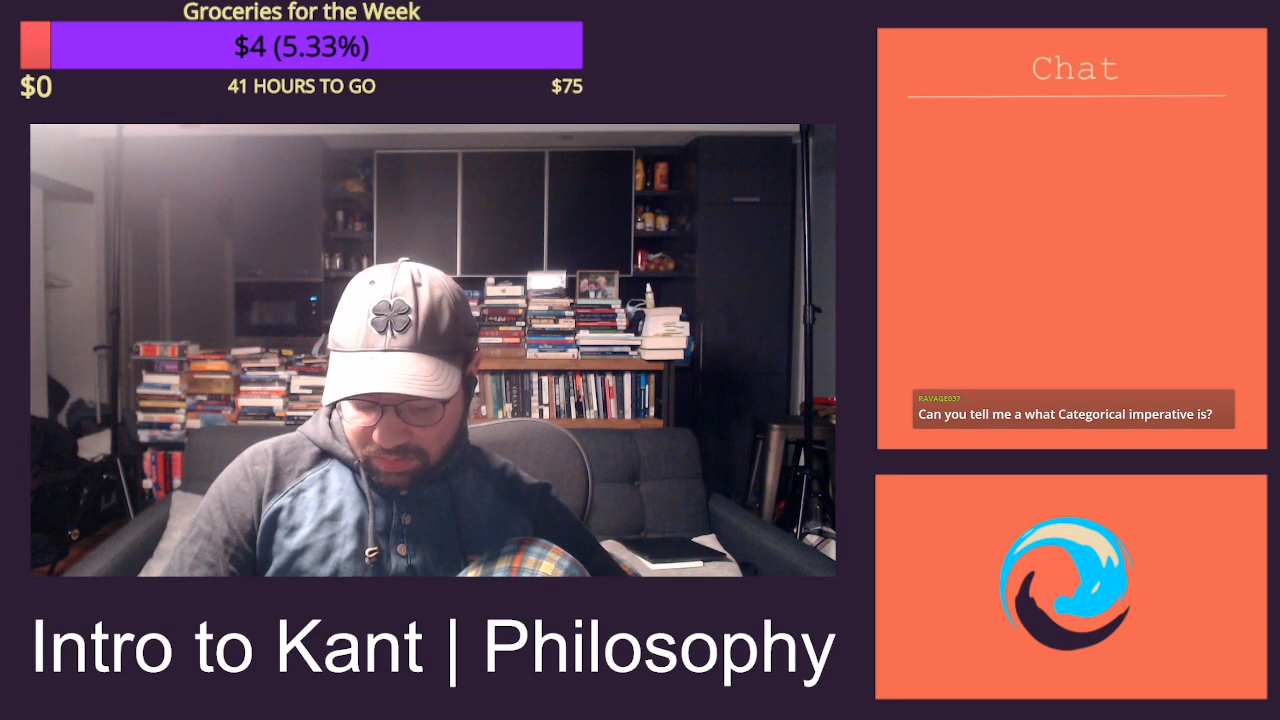 Groceries for the Week
$4 (5.33%)
$0
41 HOURS TO GO
$75
Chat
RAVAGE037
Can you tell me a what Categorical imperative is?
Intro to Kant | Philosophy